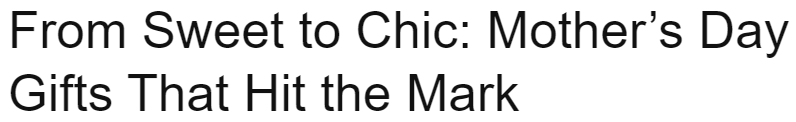 From Sweet to Chic: Mother’s Day
Gifts That Hit the Mark